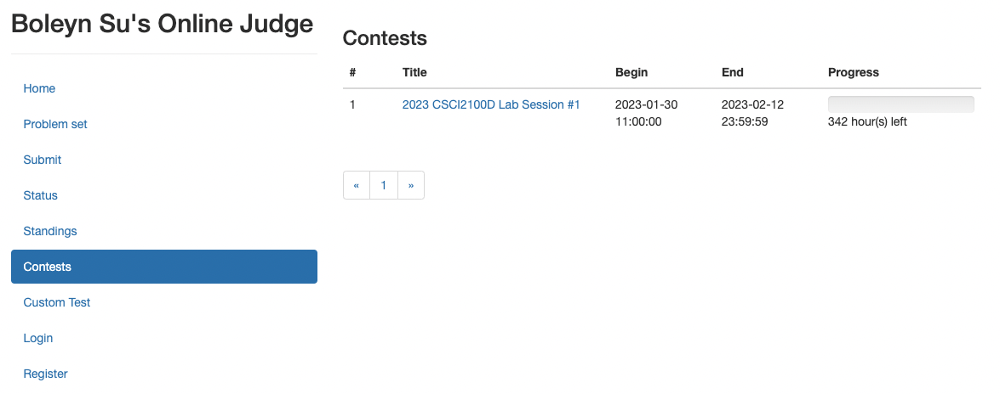 Boleyn Su's Online Judge
Home
Problem set
Submit
Status
Standings
Contests
Custom Test
Login
Register
Contests
# Title Begin End Progress
1 2023 CSCI2100D Lab Session #1 2023-01-30 2023-02-12
11:00:00 23:59:59 342 hour(s) left
« 1 »